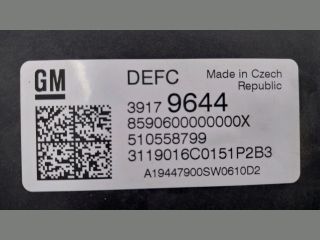 GM
DEFC
Made in Czech
Republic
3917 9644
8590600000000X
510558799
3119016C0151P2B3
A19447900SW0610D2